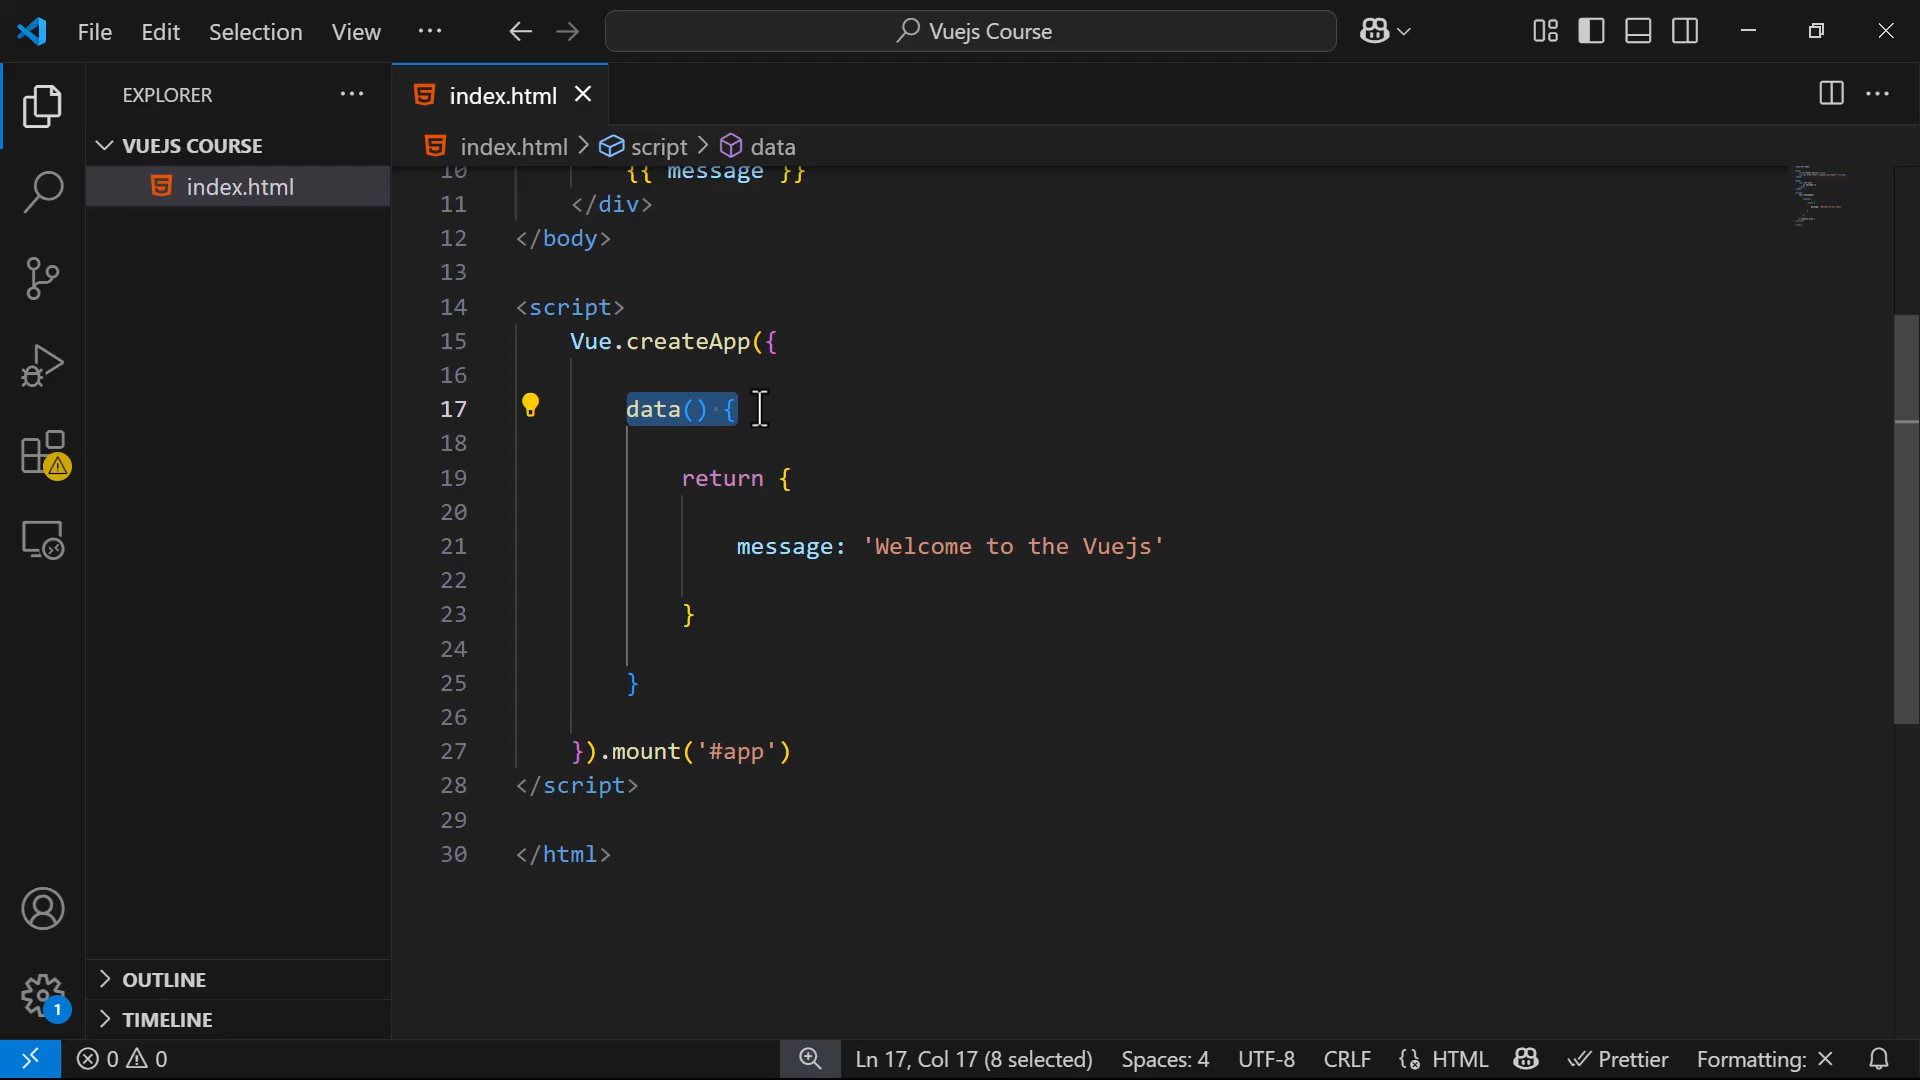 File Edit Selection View ··· Vuejs Course
EXPLORER ···
VUEJS COURSE
index.html
index.html
index.html > script > data
10 {{ message }}
11 </div>
12 </body>
13
14 <script>
15 Vue.createApp({
16
17 data() {
18
19 return {
20
21 message: 'Welcome to the Vuejs'
22
23 }
24
25 }
26
27 }).mount('#app')
28 </script>
29
30 </html>
1
OUTLINE
TIMELINE
0 0 Ln 17, Col 17 (8 selected) Spaces: 4 UTF-8 CRLF HTML Prettier Formatting: ×